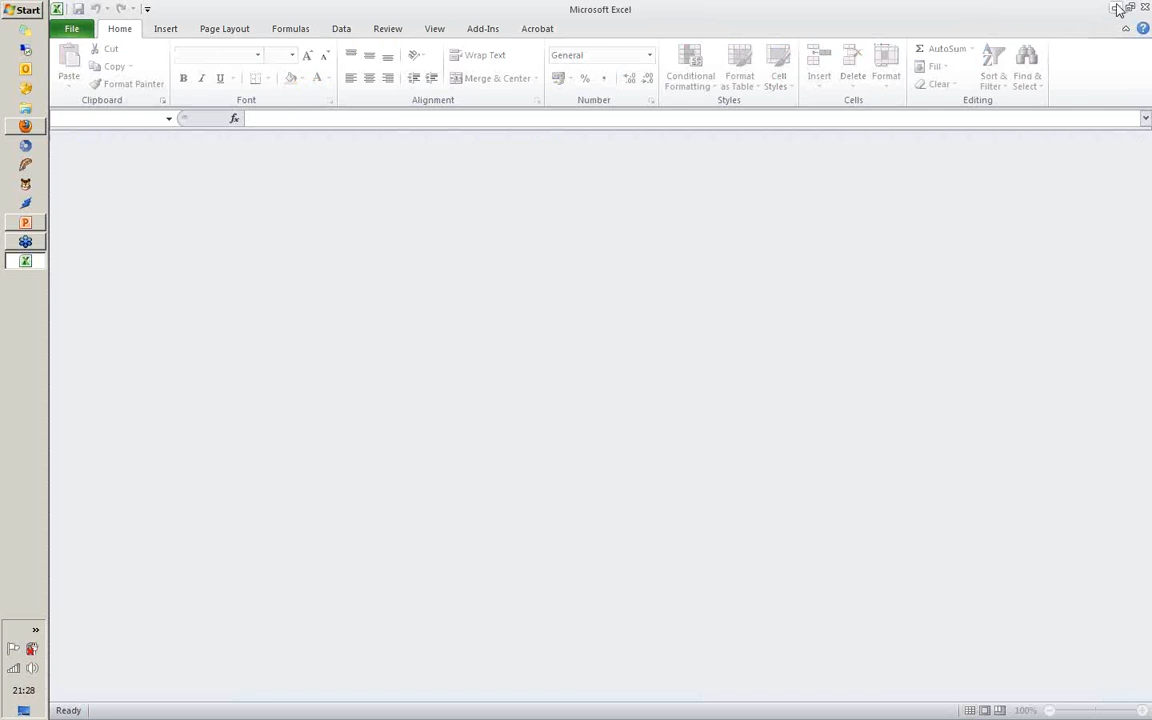 Start
Microsoft Excel
File Home Insert Page Layout Formulas Data Review View Add-Ins Acrobat
Paste
Cut
Copy
Format Painter
Clipboard
B I U
A
Font
Wrap Text
Merge & Center
Alignment
General
%
Number
Conditional Formatting
Format as Table
Cell Styles
Styles
Insert
Delete
Format
Cells
Σ AutoSum
Fill
Clear
Sort & Filter
Find & Select
Editing
fx
21:28
Ready
100%